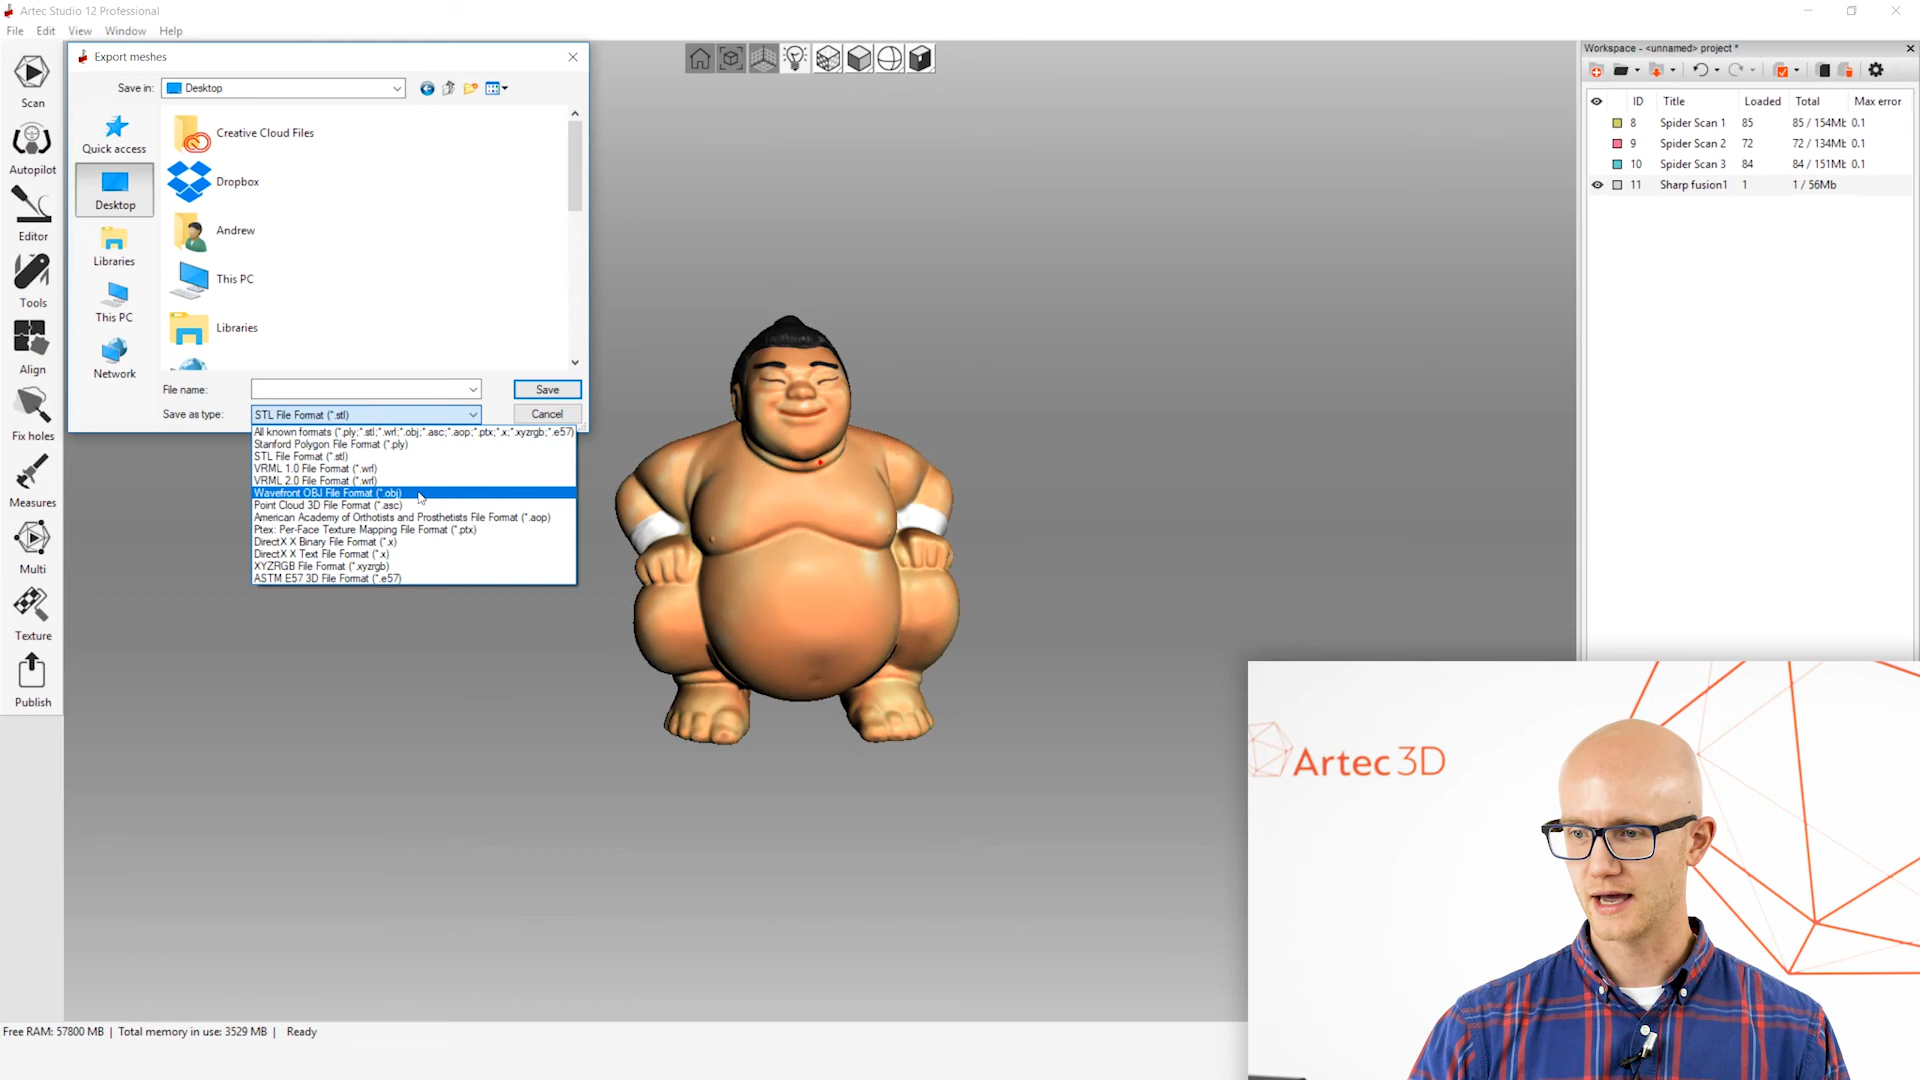 Artec Studio 12 Professional
File Edit View Window Help
Scan
Autopilot
Editor
Tools
Align
Fix holes
Measures
Multi
Texture
Publish
Export meshes
Save in: Desktop
Quick access
Desktop
Libraries
This PC
Network
Creative Cloud Files
Dropbox
Andrew
This PC
Libraries
File name:
Save
Save as type: STL File Format (*.stl)
Cancel
All known formats (*.ply;*.stl;*.wrl;*.obj;*.asc;*.aop;*.ptx;*.x;*.xyzrgb;*.e57)
Stanford Polygon File Format (*.ply)
STL File Format (*.stl)
VRML 1.0 File Format (*.wrl)
VRML 2.0 File Format (*.wrl)
Wavefront OBJ File Format (*.obj)
Point Cloud 3D File Format (*.asc)
American Academy of Orthotists and Prosthetists File Format (*.aop)
Ptex: Per-Face Texture Mapping File Format (*.ptx)
DirectX X Binary File Format (*.x)
DirectX X Text File Format (*.x)
XYZRGB File Format (*.xyzrgb)
ASTM E57 3D File Format (*.e57)
Workspace - <unnamed> project *
ID Title Loaded Total Max error
8 Spider Scan 1 85 85 / 154Mb 0.1
9 Spider Scan 2 72 72 / 134Mb 0.1
10 Spider Scan 3 84 84 / 151Mb 0.1
11 Sharp fusion1 1 1 / 56Mb
Artec 3D
Free RAM: 57800 MB | Total memory in use: 3529 MB | Ready